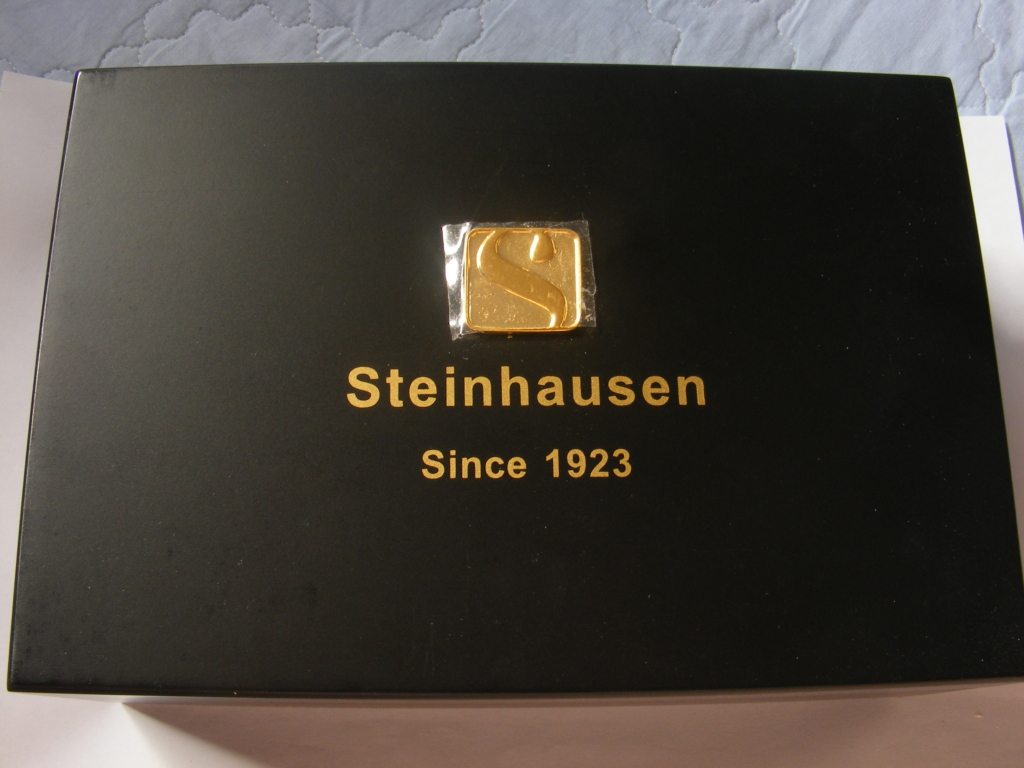 S
Steinhausen
Since 1923